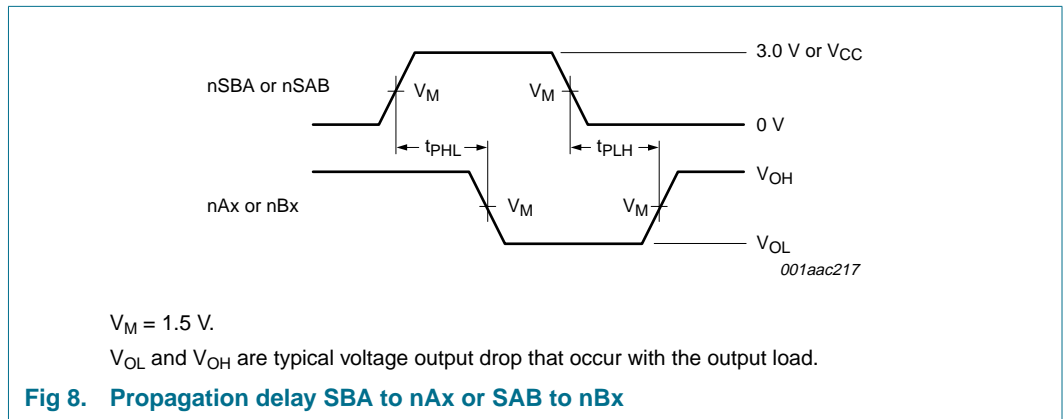 3.0 V or VCC
nSBA or nSAB
VM
VM
0 V
tPHL
tPLH
VOH
nAx or nBx
VM
VM
VOL
001aac217
VM = 1.5 V.
VOL and VOH are typical voltage output drop that occur with the output load.
Fig 8. Propagation delay SBA to nAx or SAB to nBx